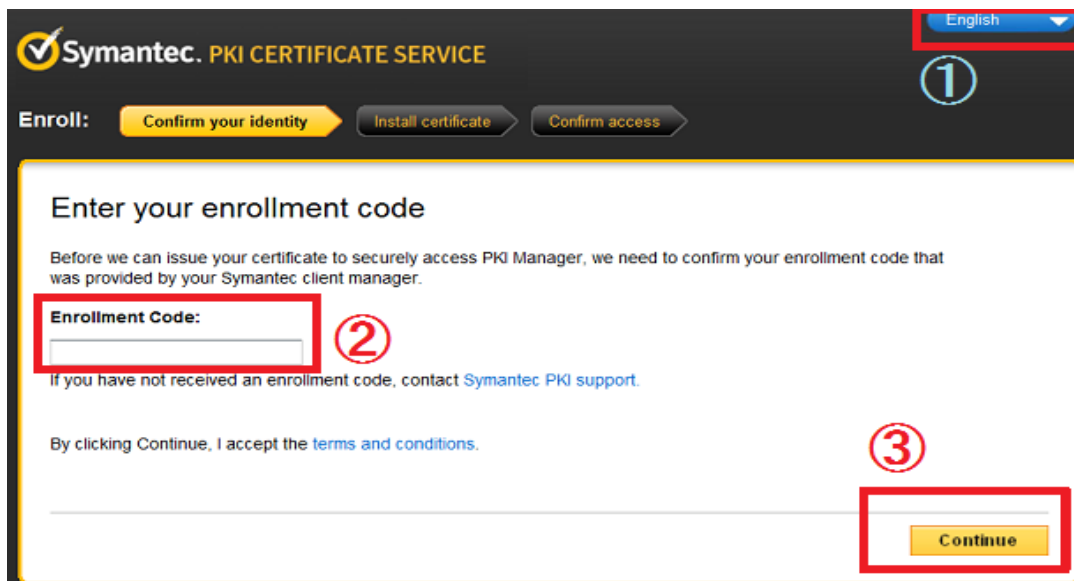 English
Symantec. PKI CERTIFICATE SERVICE
①
Enroll: Confirm your identity Install certificate Confirm access
Enter your enrollment code
Before we can issue your certificate to securely access PKI Manager, we need to confirm your enrollment code that
was provided by your Symantec client manager.
Enrollment Code:
②
If you have not received an enrollment code, contact Symantec PKI support.
By clicking Continue, I accept the terms and conditions.
③
Continue